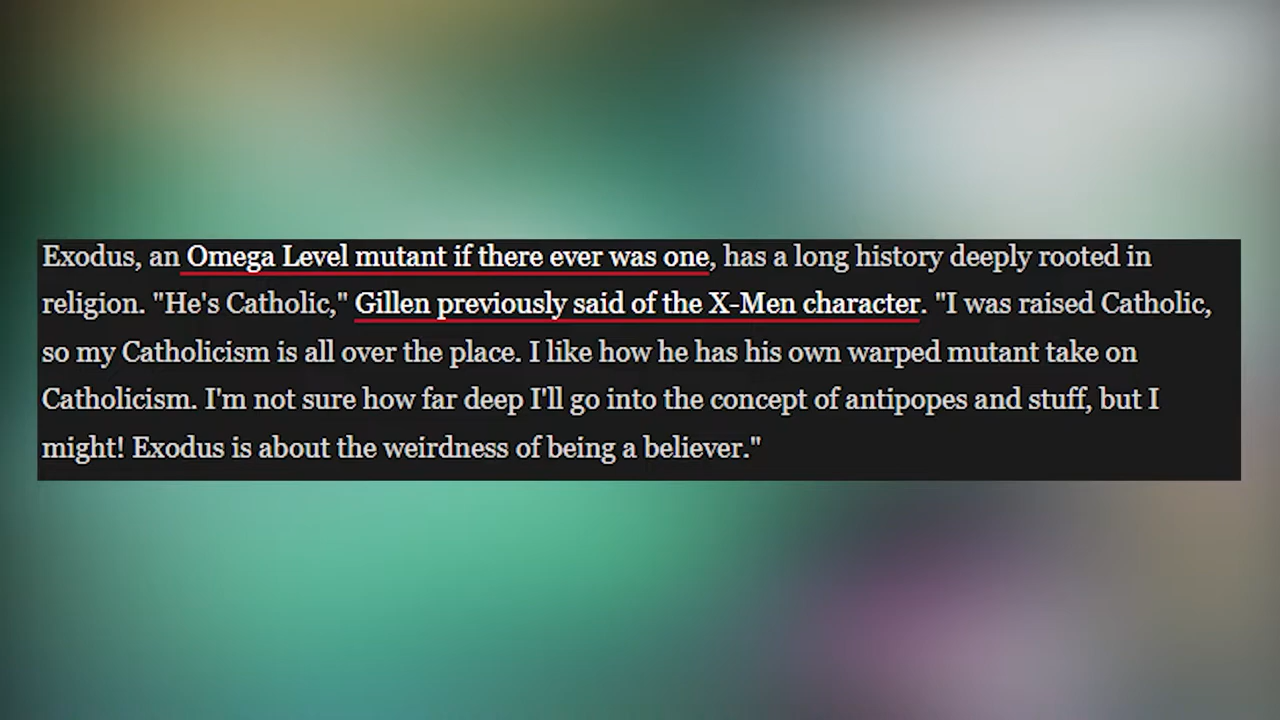 Exodus, an Omega Level mutant if there ever was one, has a long history deeply rooted in
religion. "He's Catholic," Gillen previously said of the X-Men character. "I was raised Catholic,
so my Catholicism is all over the place. I like how he has his own warped mutant take on
Catholicism. I'm not sure how far deep I'll go into the concept of antipopes and stuff, but I
might! Exodus is about the weirdness of being a believer."